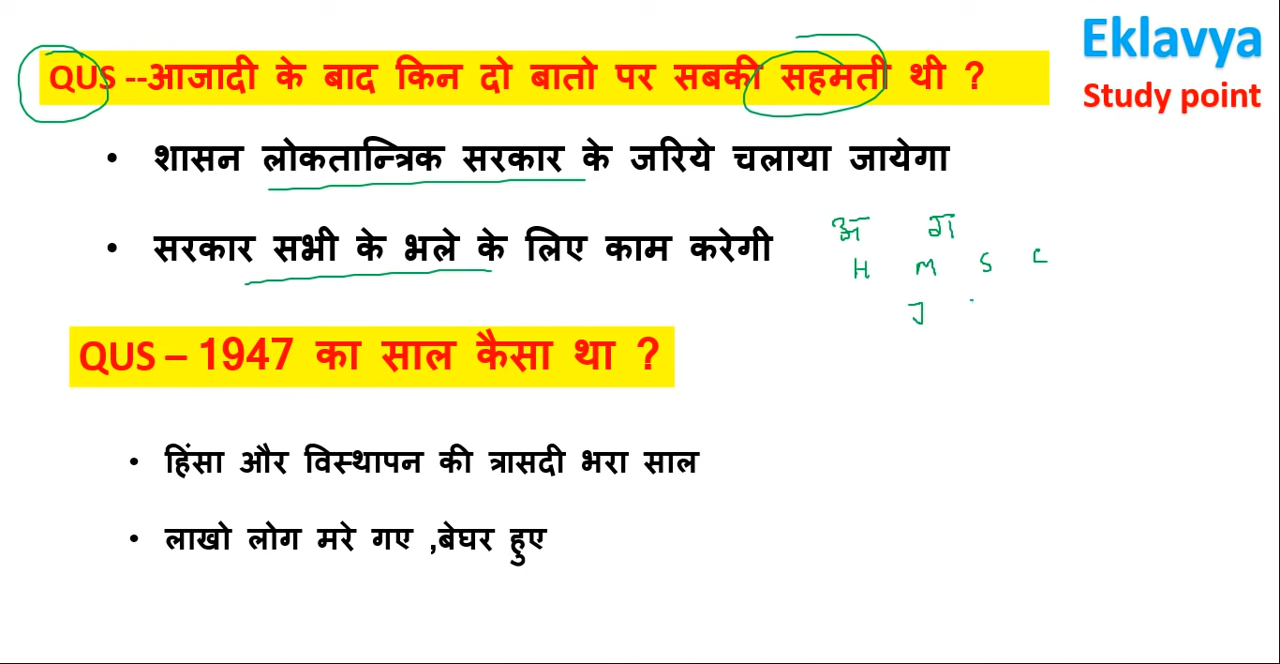 Eklavya
Study point
QUS --आजादी के बाद किन दो बातो पर सबकी सहमती थी ?
• शासन लोकतान्त्रिक सरकार के जरिये चलाया जायेगा
• सरकार सभी के भले के लिए काम करेगी
अ ग
H M S C
J
QUS – 1947 का साल कैसा था ?
• हिंसा और विस्थापन की त्रासदी भरा साल
• लाखो लोग मरे गए ,बेघर हुए